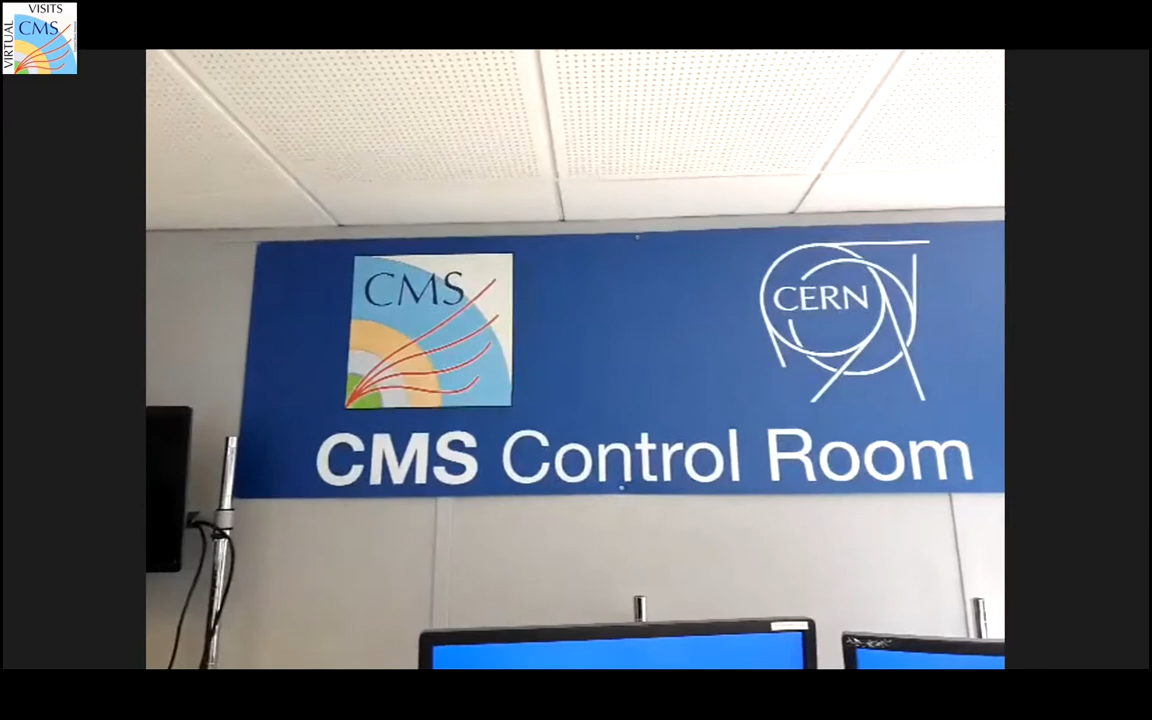 VISITS
VIRTUAL
CMS
CMS
CERN
CMS Control Room